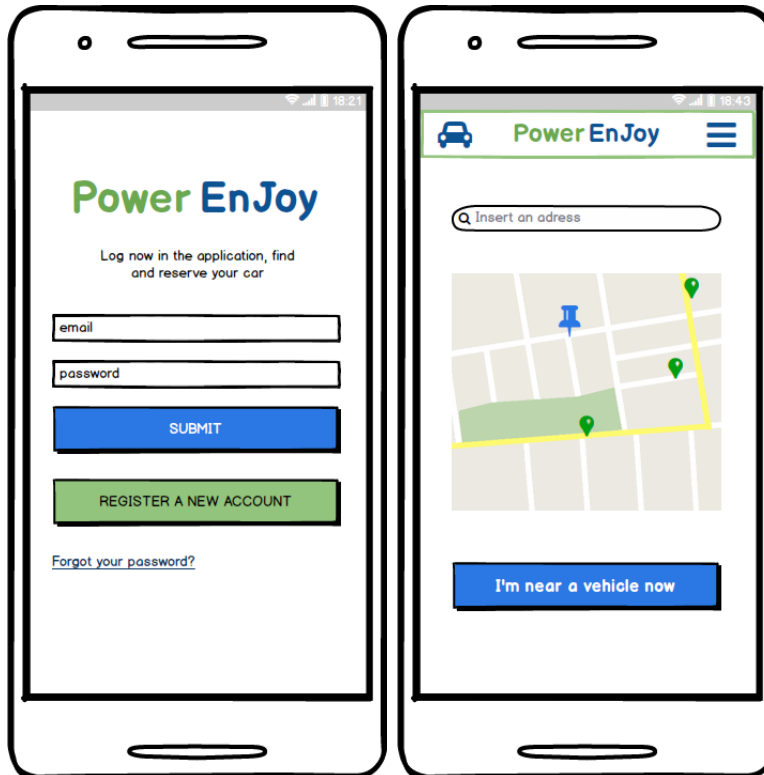 18:21
Power EnJoy
Log now in the application, find
and reserve your car
email
password
SUBMIT
REGISTER A NEW ACCOUNT
Forgot your password?
18:43
Power EnJoy
Insert an adress
I'm near a vehicle now